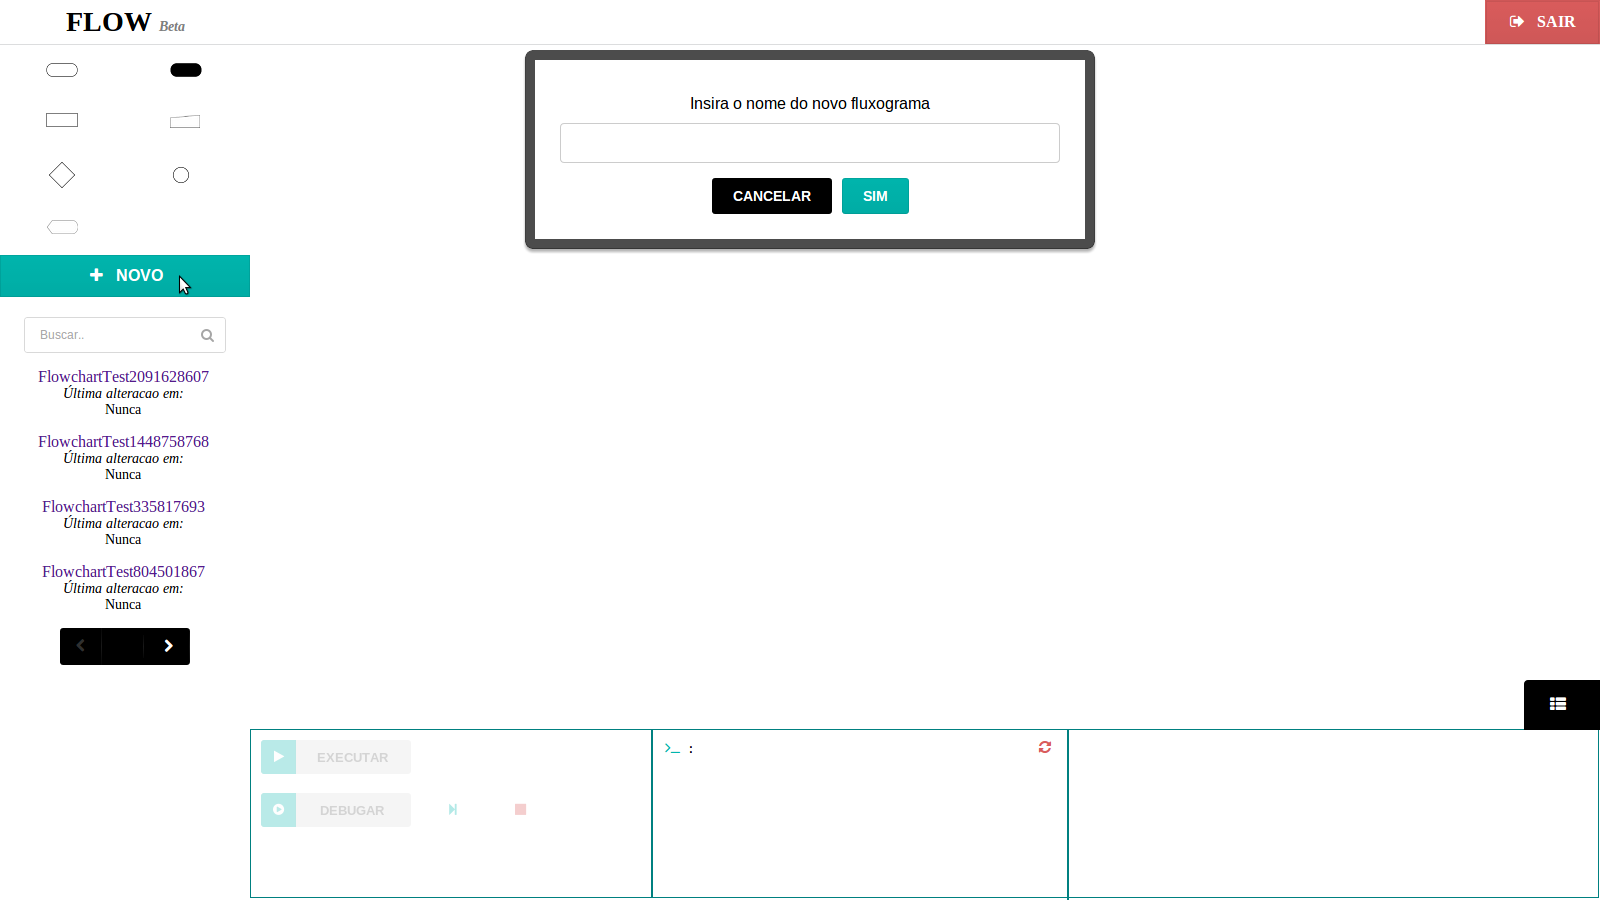 FLOW Beta
SAIR
Insira o nome do novo fluxograma
CANCELAR SIM
NOVO
Buscar..
FlowchartTest2091628607
Última alteracao em:
Nunca
FlowchartTest1448758768
Última alteracao em:
Nunca
FlowchartTest335817693
Última alteracao em:
Nunca
FlowchartTest804501867
Última alteracao em:
Nunca
EXECUTAR
>_ :
DEBUGAR